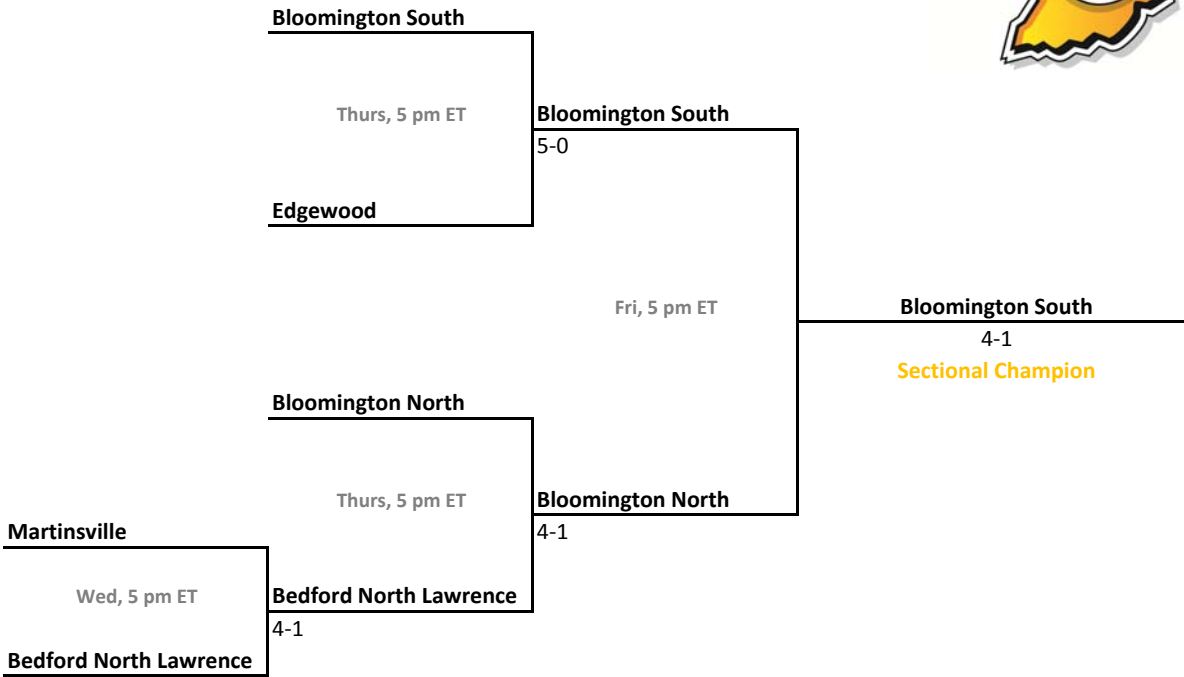 Bloomington South
Thurs, 5 pm ET
Bloomington South
5-0
Edgewood
Fri, 5 pm ET
Bloomington South
4-1
Sectional Champion
Bloomington North
Thurs, 5 pm ET
Bloomington North
4-1
Martinsville
Wed, 5 pm ET
Bedford North Lawrence
4-1
Bedford North Lawrence